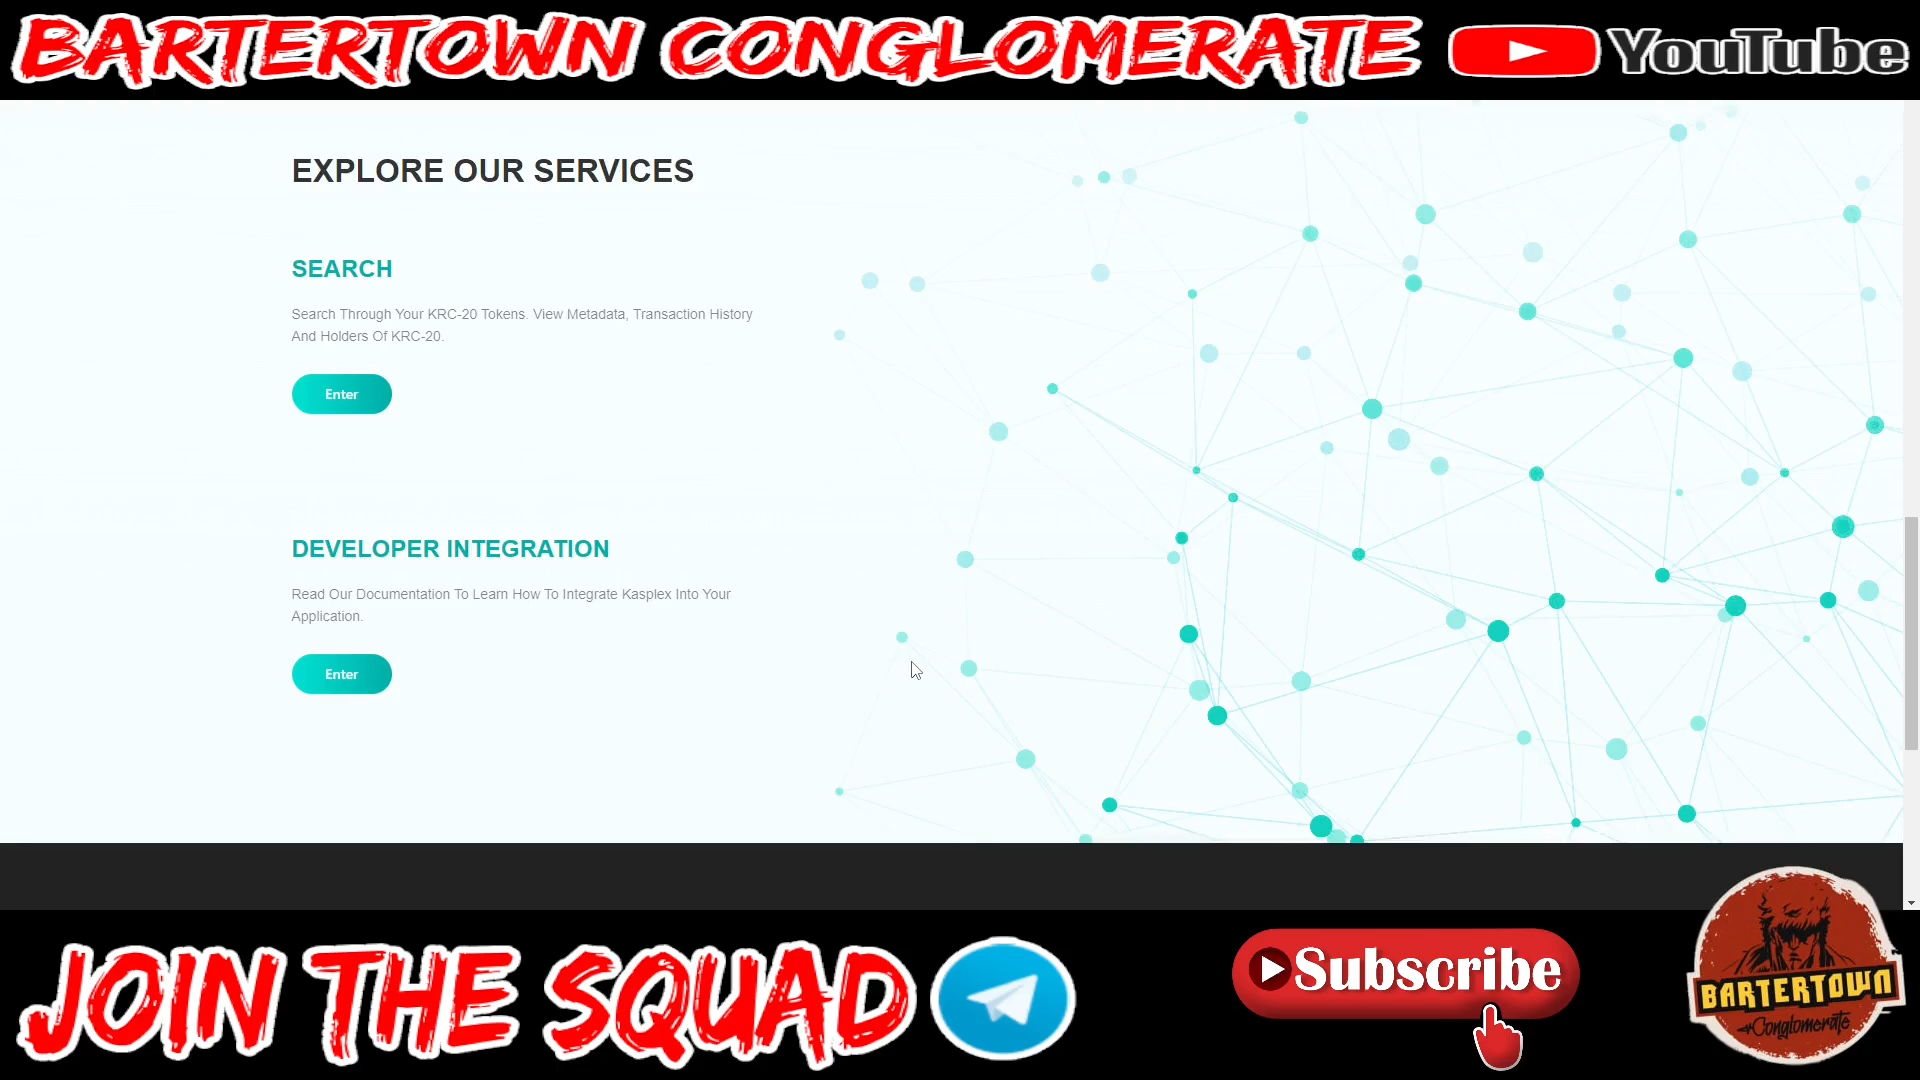 BARTERTOWN CONGLOMERATE YouTube
EXPLORE OUR SERVICES
SEARCH
Search Through Your KRC-20 Tokens. View Metadata, Transaction History
And Holders Of KRC-20.
Enter
DEVELOPER INTEGRATION
Read Our Documentation To Learn How To Integrate Kasplex Into Your
Application.
Enter
JOIN THE SQUAD
Subscribe
BARTERTOWN
Conglomerate